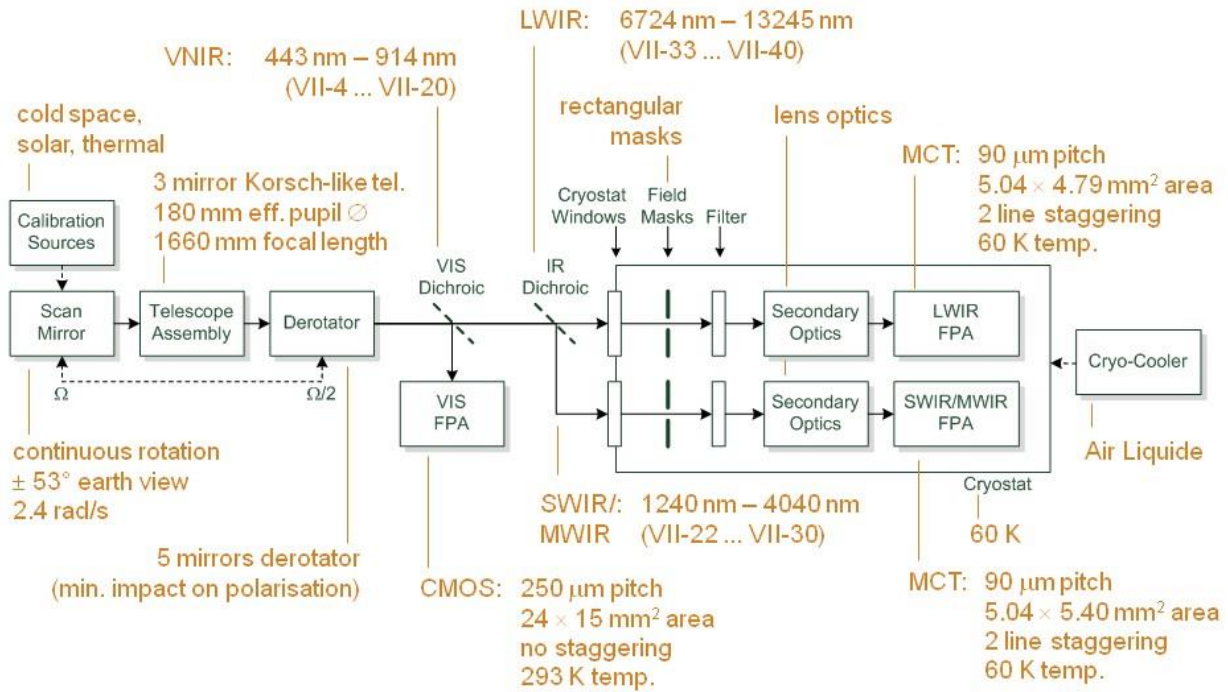 LWIR: 6724 nm – 13245 nm
(VII-33 ... VII-40)
VNIR: 443 nm – 914 nm
(VII-4 ... VII-20)
cold space,
solar, thermal
rectangular
masks
lens optics
MCT: 90 μm pitch
5.04 × 4.79 mm² area
2 line staggering
60 K temp.
3 mirror Korsch-like tel.
180 mm eff. pupil ∅
1660 mm focal length
Calibration
Sources
Cryostat
Windows
Field
Masks
Filter
VIS
Dichroic
IR
Dichroic
Scan
Mirror
Telescope
Assembly
Derotator
Secondary
Optics
LWIR
FPA
Cryo-Cooler
Ω
Ω/2
VIS
FPA
Secondary
Optics
SWIR/MWIR
FPA
Air Liquide
continuous rotation
± 53° earth view
2.4 rad/s
Cryostat
60 K
SWIR/: 1240 nm – 4040 nm
MWIR (VII-22 ... VII-30)
5 mirrors derotator
(min. impact on polarisation)
CMOS: 250 μm pitch
24 × 15 mm² area
no staggering
293 K temp.
MCT: 90 μm pitch
5.04 × 5.40 mm² area
2 line staggering
60 K temp.